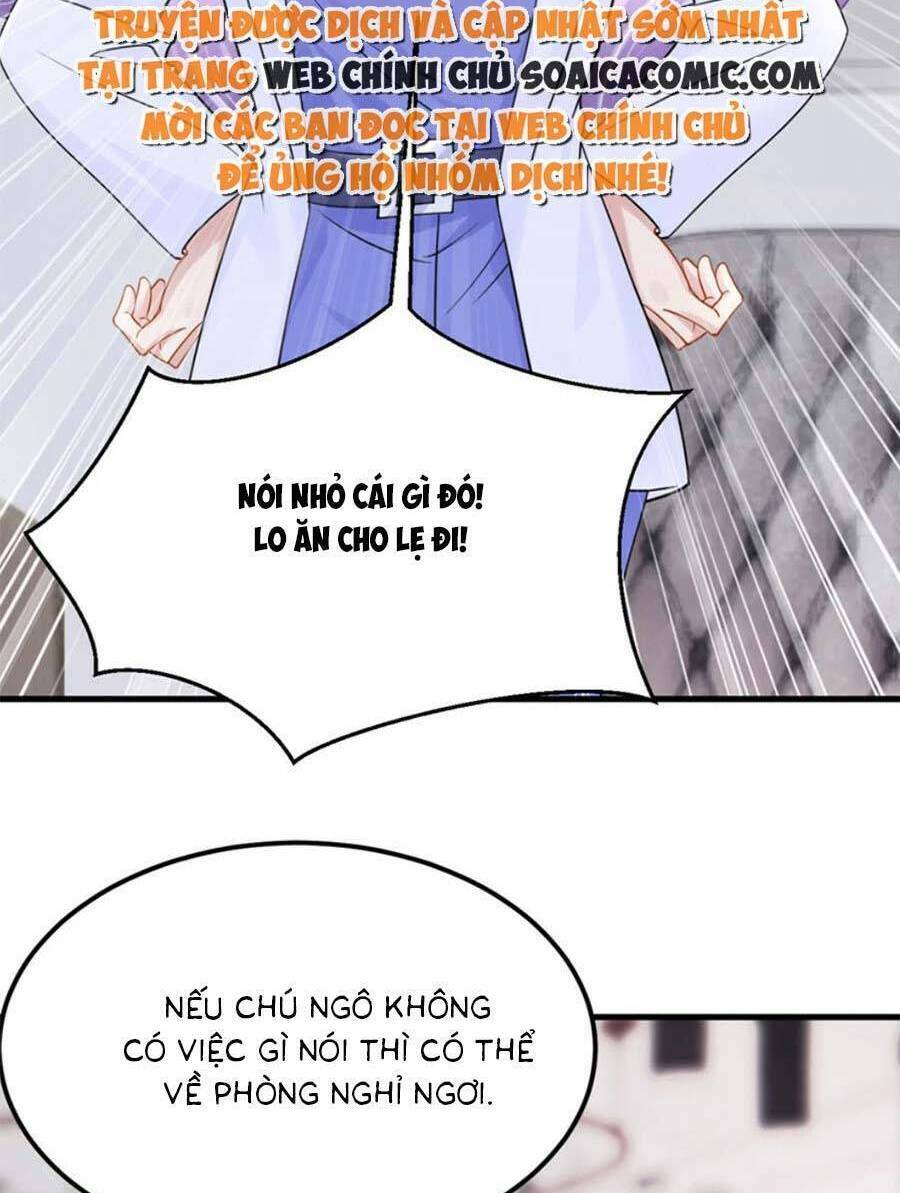 TRUYỆN ĐƯỢC DỊCH VÀ CẬP NHẬT SỚM NHẤT
TẠI TRANG WEB CHÍNH CHỦ SOAICACOMIC.COM
MỜI CÁC BẠN ĐỌC TẠI WEB CHÍNH CHỦ
ĐỂ ỦNG HỘ NHÓM DỊCH NHÉ!
NÓI NHỎ CÁI GÌ ĐÓ!
LO ĂN CHO LẸ ĐI!
NẾU CHÚ NGÔ KHÔNG
CÓ VIỆC GÌ NÓI THÌ CÓ THỂ
VỀ PHÒNG NGHỈ NGƠI.